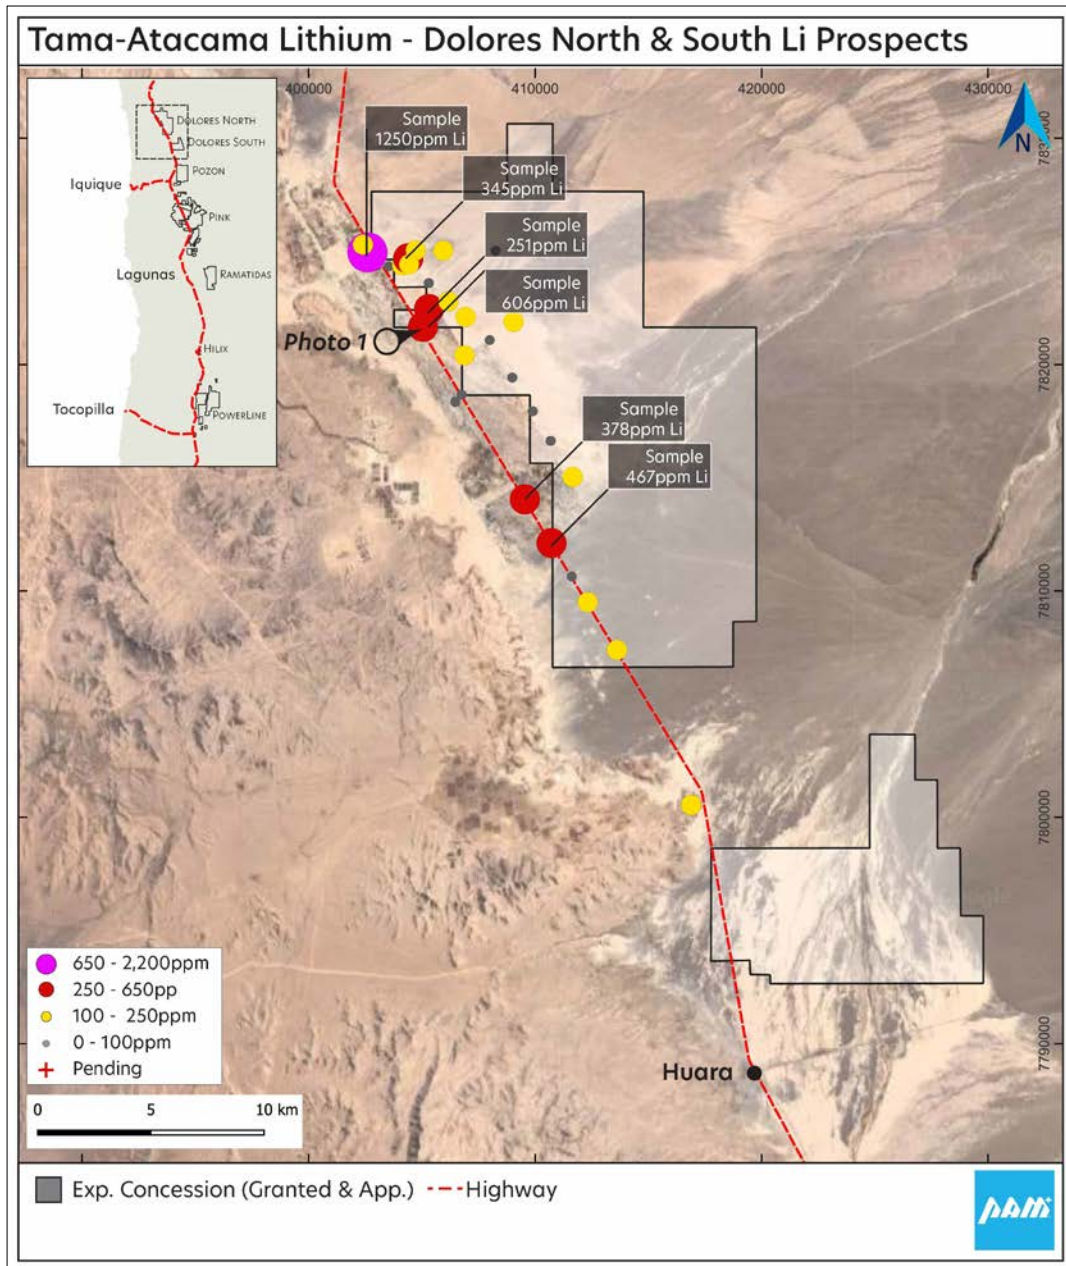 Tama-Atacama Lithium - Dolores North & South Li Prospects
400000
410000
420000
430000
DOLORES NORTH
DOLORES SOUTH
POZON
Iquique
PINK
Lagunas
RAMATIDAS
HILIX
Tocopilla
POWERLINE
Sample
1250ppm Li
Sample
345ppm Li
Sample
251ppm Li
Sample
606ppm Li
Photo 1
Sample
378ppm Li
Sample
467ppm Li
N
7820000
7810000
7800000
7790000
Huara
650 - 2,200ppm
250 - 650pp
100 - 250ppm
0 - 100ppm
Pending
0 5 10 km
Exp. Concession (Granted & App.)
Highway
PAM